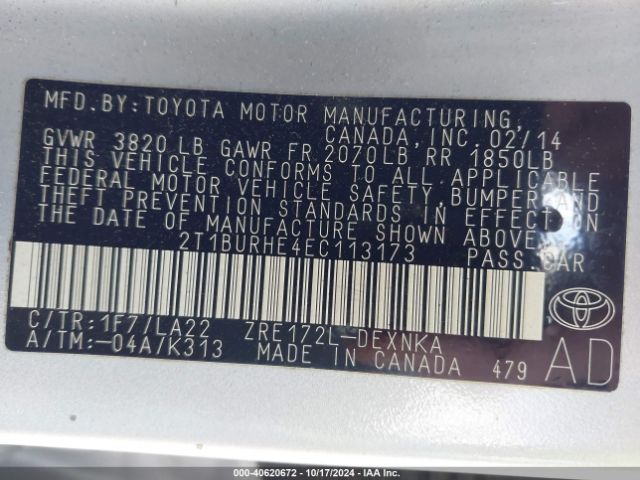 MFD.BY:TOYOTA MOTOR MANUFACTURING,
CANADA,INC. 02/14
GVWR 3820 LB GAWR FR 2070LB RR 1850LB
THIS VEHICLE CONFORMS TO ALL APPLICABLE
FEDERAL MOTOR VEHICLE SAFETY, BUMPER AND
THEFT PREVENTION STANDARDS IN EFFECT ON
THE DATE OF MANUFACTURE SHOWN ABOVE.
2T1BURHE4EC113173 PASS.CAR
C/TR:1F7/LA22 ZRE172L-DEXNKA
A/TM:-04A/K313 MADE IN CANADA 479 AD
000-40620672 - 10/17/2024 - IAA Inc.